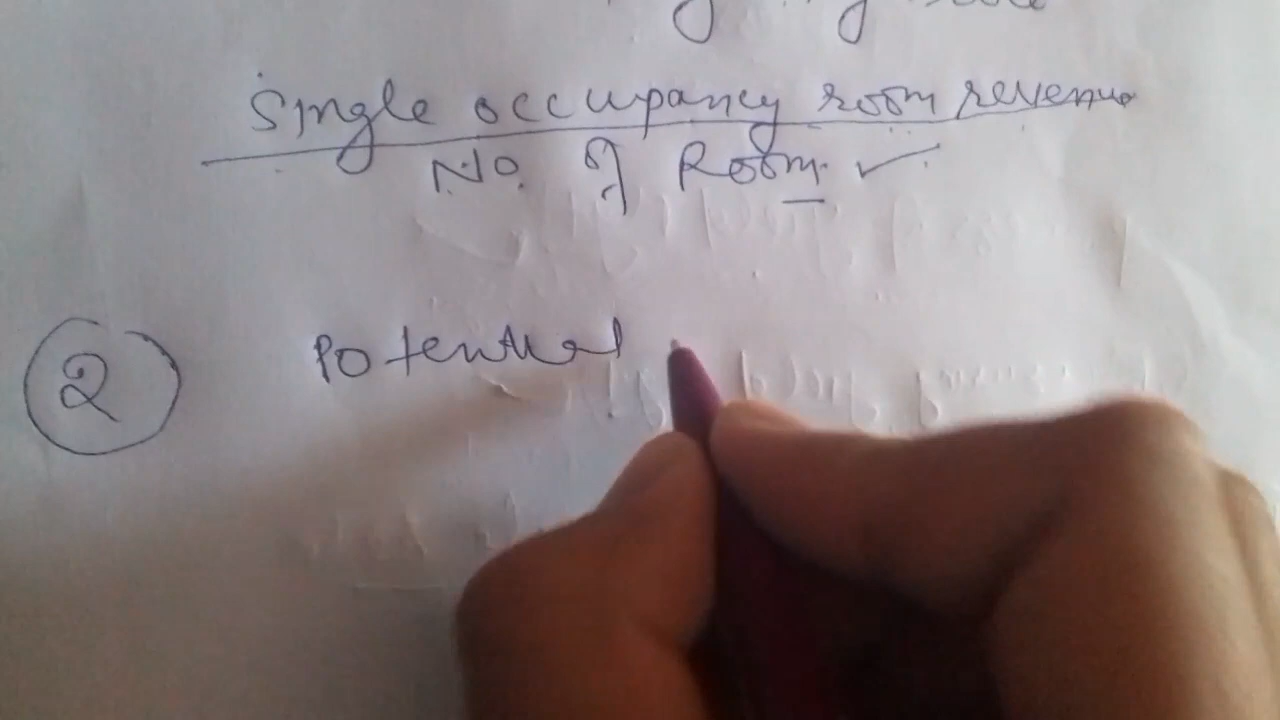 Single occupancy room revenue
No. of Room ✓
② Potential